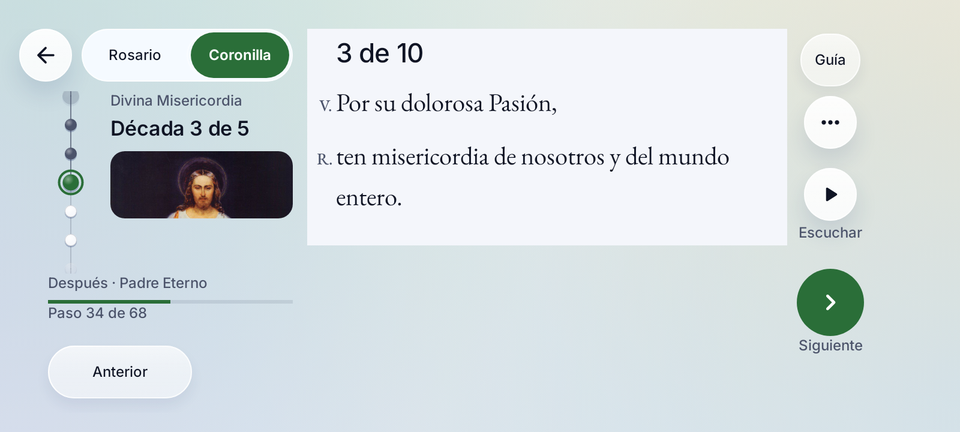 Rosario
Coronilla
Divina Misericordia
Década 3 de 5
Después · Padre Eterno
Paso 34 de 68
Anterior
3 de 10
V. Por su dolorosa Pasión,
R. ten misericordia de nosotros y del mundo
entero.
Guía
Escuchar
Siguiente